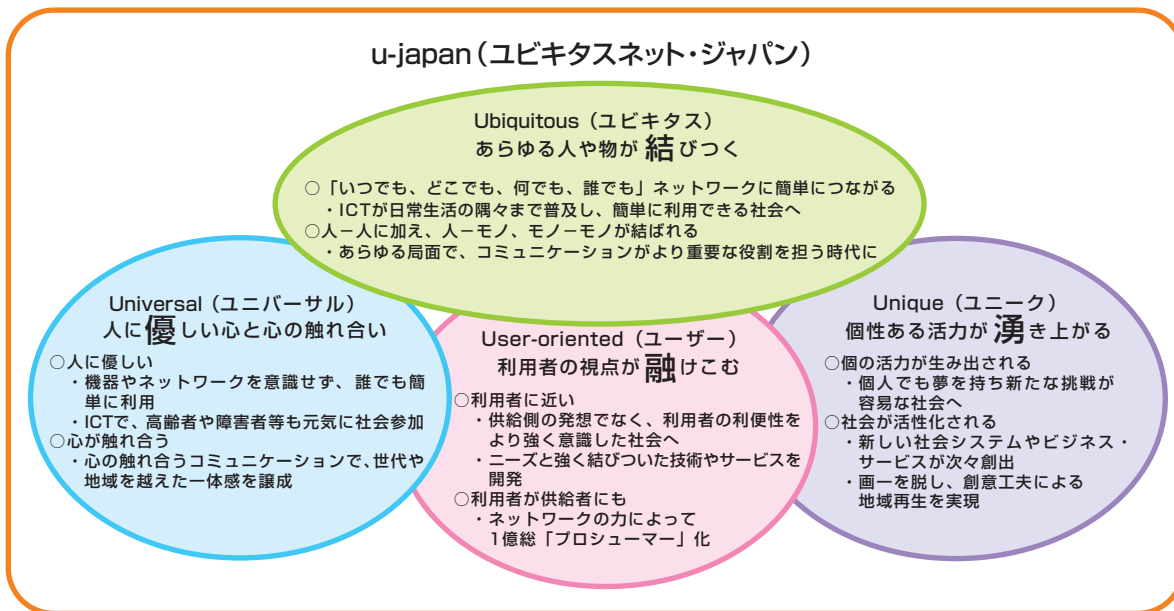 u-japan（ユビキタスネット・ジャパン）
Ubiquitous（ユビキタス）
あらゆる人や物が 結びつく
○「いつでも、どこでも、何でも、誰でも」ネットワークに簡単につながる
・ICTが日常生活の隅々まで普及し、簡単に利用できる社会へ
○人－人に加え、人－モノ、モノ－モノが結ばれる
・あらゆる局面で、コミュニケーションがより重要な役割を担う時代に
Universal（ユニバーサル）
人に優しい心と心の触れ合い
○人に優しい
・機器やネットワークを意識せず、誰でも簡
単に利用
・ICTで、高齢者や障害者等も元気に社会参加
○心が触れ合う
・心の触れ合うコミュニケーションで、世代や
地域を越えた一体感を譲成
User-oriented（ユーザー）
利用者の視点が 融けこむ
○利用者に近い
・供給側の発想でなく、利用者の利便性を
より強く意識した社会へ
・ニーズと強く結びついた技術やサービスを
開発
○利用者が供給者にも
・ネットワークの力によって
1億総「プロシューマー」化
Unique（ユニーク）
個性ある活力が 湧き上がる
○個の活力が生み出される
・個人でも夢を持ち新たな挑戦が
容易な社会へ
○社会が活性化される
・新しい社会システムやビジネス・
サービスが次々創出
・画一を脱し、創意工夫による
地域再生を実現